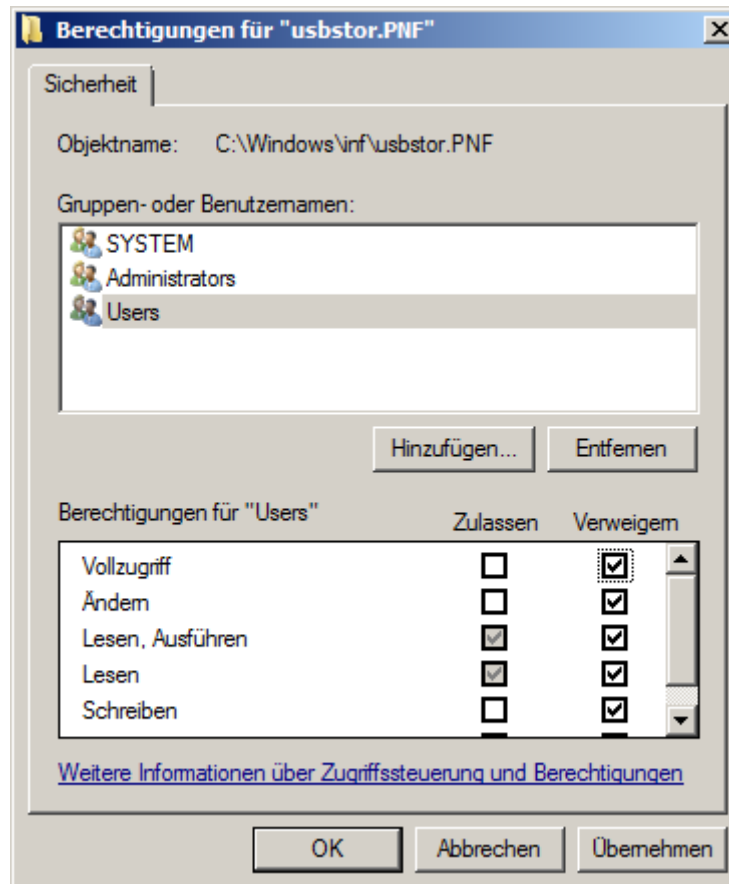 Berechtigungen für "usbstor.PNF"
Sicherheit
Objektname: C:\Windows\inf\usbstor.PNF
Gruppen- oder Benutzernamen:
SYSTEM
Administrators
Users
Hinzufügen... Entfernen
Berechtigungen für "Users" Zulassen Verweigern
Vollzugriff
Ändern
Lesen, Ausführen
Lesen
Schreiben
Weitere Informationen über Zugriffssteuerung und Berechtigungen
OK Abbrechen Übernehmen